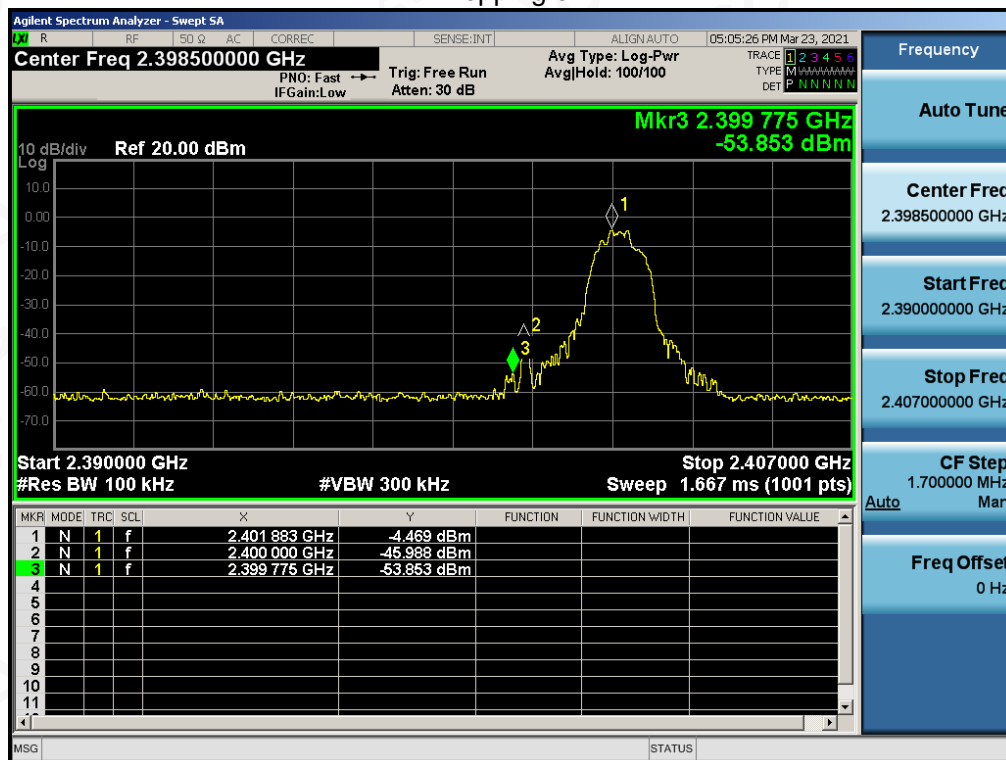 Agilent Spectrum Analyzer - Swept SA
LXI R RF 50 Ω AC CORREC SENSE:INT ALIGN AUTO 05:05:26 PM Mar 23, 2021
Center Freq 2.398500000 GHz
PNO: Fast
IFGain:Low
Trig: Free Run
Atten: 30 dB
Avg Type: Log-Pwr
Avg|Hold: 100/100
TRACE 1 2 3 4 5 6
TYPE M
DET P N N N N N
Mkr3 2.399 775 GHz
-53.853 dBm
10 dB/div Ref 20.00 dBm
Log
10.0
0.00
-10.0
-20.0
-30.0
-40.0
-50.0
-60.0
-70.0
1
2
3
Start 2.390000 GHz Stop 2.407000 GHz
#Res BW 100 kHz #VBW 300 kHz Sweep 1.667 ms (1001 pts)
MKR MODE TRC SCL X Y FUNCTION FUNCTION WIDTH FUNCTION VALUE
1 N 1 f 2.401 883 GHz -4.469 dBm
2 N 1 f 2.400 000 GHz -45.988 dBm
3 N 1 f 2.399 775 GHz -53.853 dBm
4
5
6
7
8
9
10
11
MSG STATUS
Frequency
Auto Tune
Center Freq
2.398500000 GHz
Start Freq
2.390000000 GHz
Stop Freq
2.407000000 GHz
CF Step
1.700000 MHz
Auto Man
Freq Offset
0 Hz